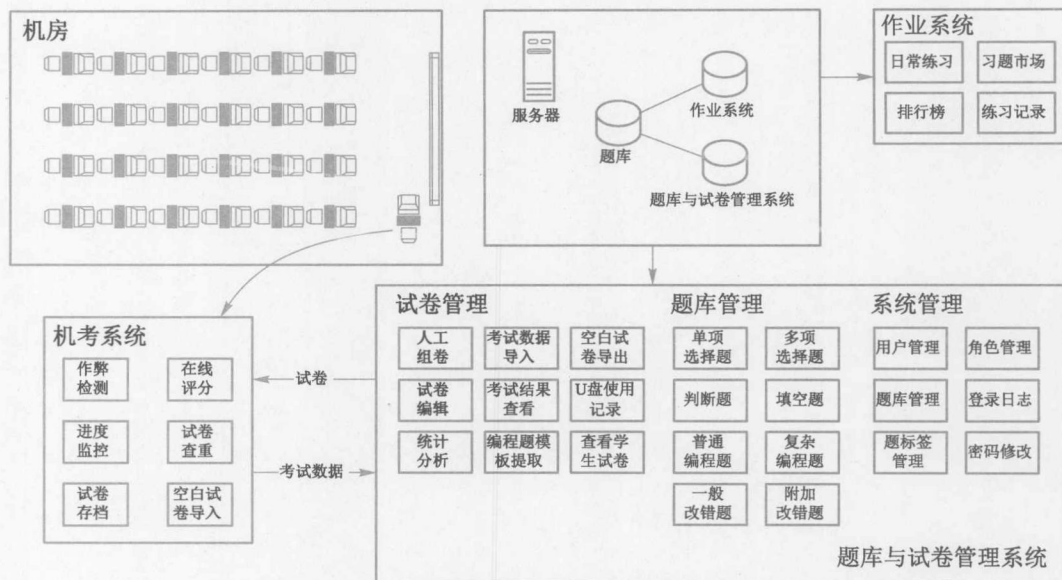 机房
服务器
作业系统
题库
题库与试卷管理系统
作业系统
日常练习
习题市场
排行榜
练习记录
机考系统
作弊
检测
在线
评分
进度
监控
试卷
查重
试卷
存档
空白试
卷导入
试卷
考试数据
试卷管理
人工
组卷
考试数据
导入
空白试
卷导出
试卷
编辑
考试结果
查看
U盘使用
记录
统计
分析
编程题模
板提取
查看学
生试卷
题库管理
单项
选择题
多项
选择题
判断题
填空题
普通
编程题
复杂
编程题
一般
改错题
附加
改错题
系统管理
用户管理
角色管理
题库管理
登录日志
题标签
管理
密码修改
题库与试卷管理系统